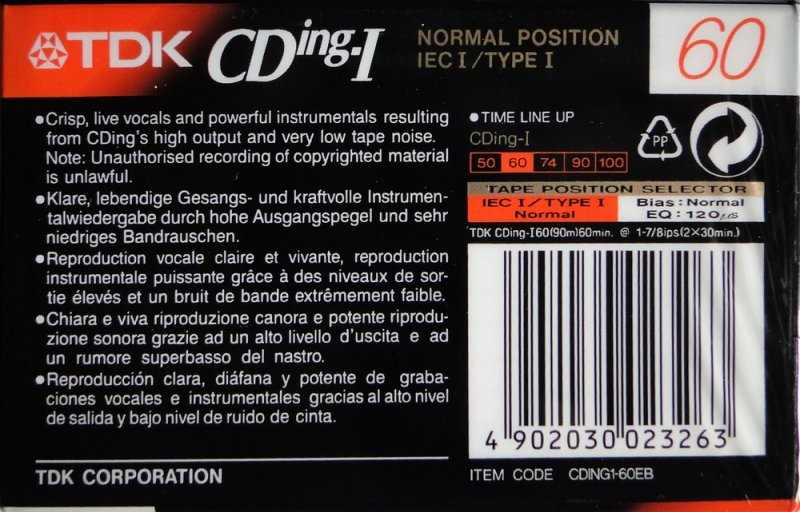 TDK CDing-I NORMAL POSITION
IEC I / TYPE I
60
●Crisp, live vocals and powerful instrumentals resulting
from CDing's high output and very low tape noise.
Note: Unauthorised recording of copyrighted material
is unlawful.
●Klare, lebendige Gesangs- und kraftvolle Instrumen-
talwiedergabe durch hohe Ausgangspegel und sehr
niedriges Bandrauschen.
●Reproduction vocale claire et vivante, reproduction
instrumentale puissante grâce à des niveaux de sor-
tie élevés et un bruit de bande extrêmement faible.
●Chiara e viva riproduzione canora e potente riprodu-
zione sonora grazie ad un alto livello d'uscita e ad
un rumore superbasso del nastro.
●Reproducción clara, diáfana y potente de graba-
ciones vocales e instrumentales gracias al alto nivel
de salida y bajo nivel de ruido de cinta.
TDK CORPORATION
●TIME LINE UP
CDing-I
50 60 74 90 100
PP
TAPE POSITION SELECTOR
IEC I / TYPE I Bias: Normal
Normal EQ: 120μS
TDK CDing-I60(90m)60min. @ 1-7/8ips(2×30min.)
4 902030 023263
ITEM CODE CDING1-60EB